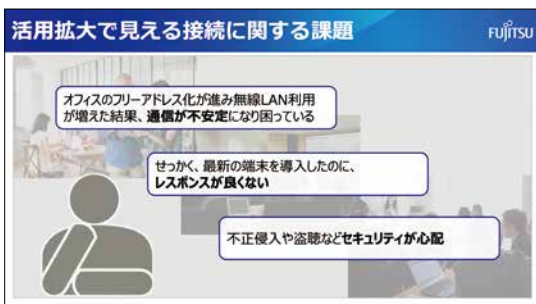 活用拡大で見える接続に関する課題
FUJITSU
オフィスのフリーアドレス化が進み無線LAN利用
が増えた結果、通信が不安定になり困っている
せっかく、最新の端末を導入したのに、
レスポンスが良くない
不正侵入や盗聴などセキュリティが心配